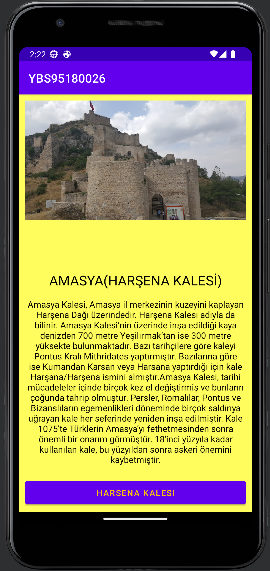 2:22
YBS95180026
AMASYA(HARŞENA KALESİ)
Amasya Kalesi, Amasya il merkezinin kuzeyini kaplayan
Harşena Dağı üzerindedir. Harşena Kalesi adıyla da
bilinir. Amasya Kalesi'nin üzerinde inşa edildiği kaya
denizden 700 metre Yeşilırmak'tan ise 300 metre
yüksekte bulunmaktadır. Bazı tarihçilere göre kaleyi
Pontus Kralı Mithridates yaptırmıştır. Bazılarına göre
ise Kumandan Karsan veya Harsana yaptırdığı için kale
Harşana/Harşena ismini almıştır.Amasya Kalesi, tarihi
mücadeleler içinde birçok kez el değiştirmiş ve bunların
çoğunda tahrip olmuştur. Persler, Romalılar, Pontus ve
Bizanslıların egemenlikleri döneminde birçok saldırıya
uğrayan kale her seferinde yeniden inşa edilmiştir. Kale
1075'te Türklerin Amasya'yı fethetmesinden sonra
önemli bir onarım görmüştür. 18'inci yüzyıla kadar
kullanılan kale, bu yüzyıldan sonra askeri önemini
kaybetmiştir.
HARSENA KALESI